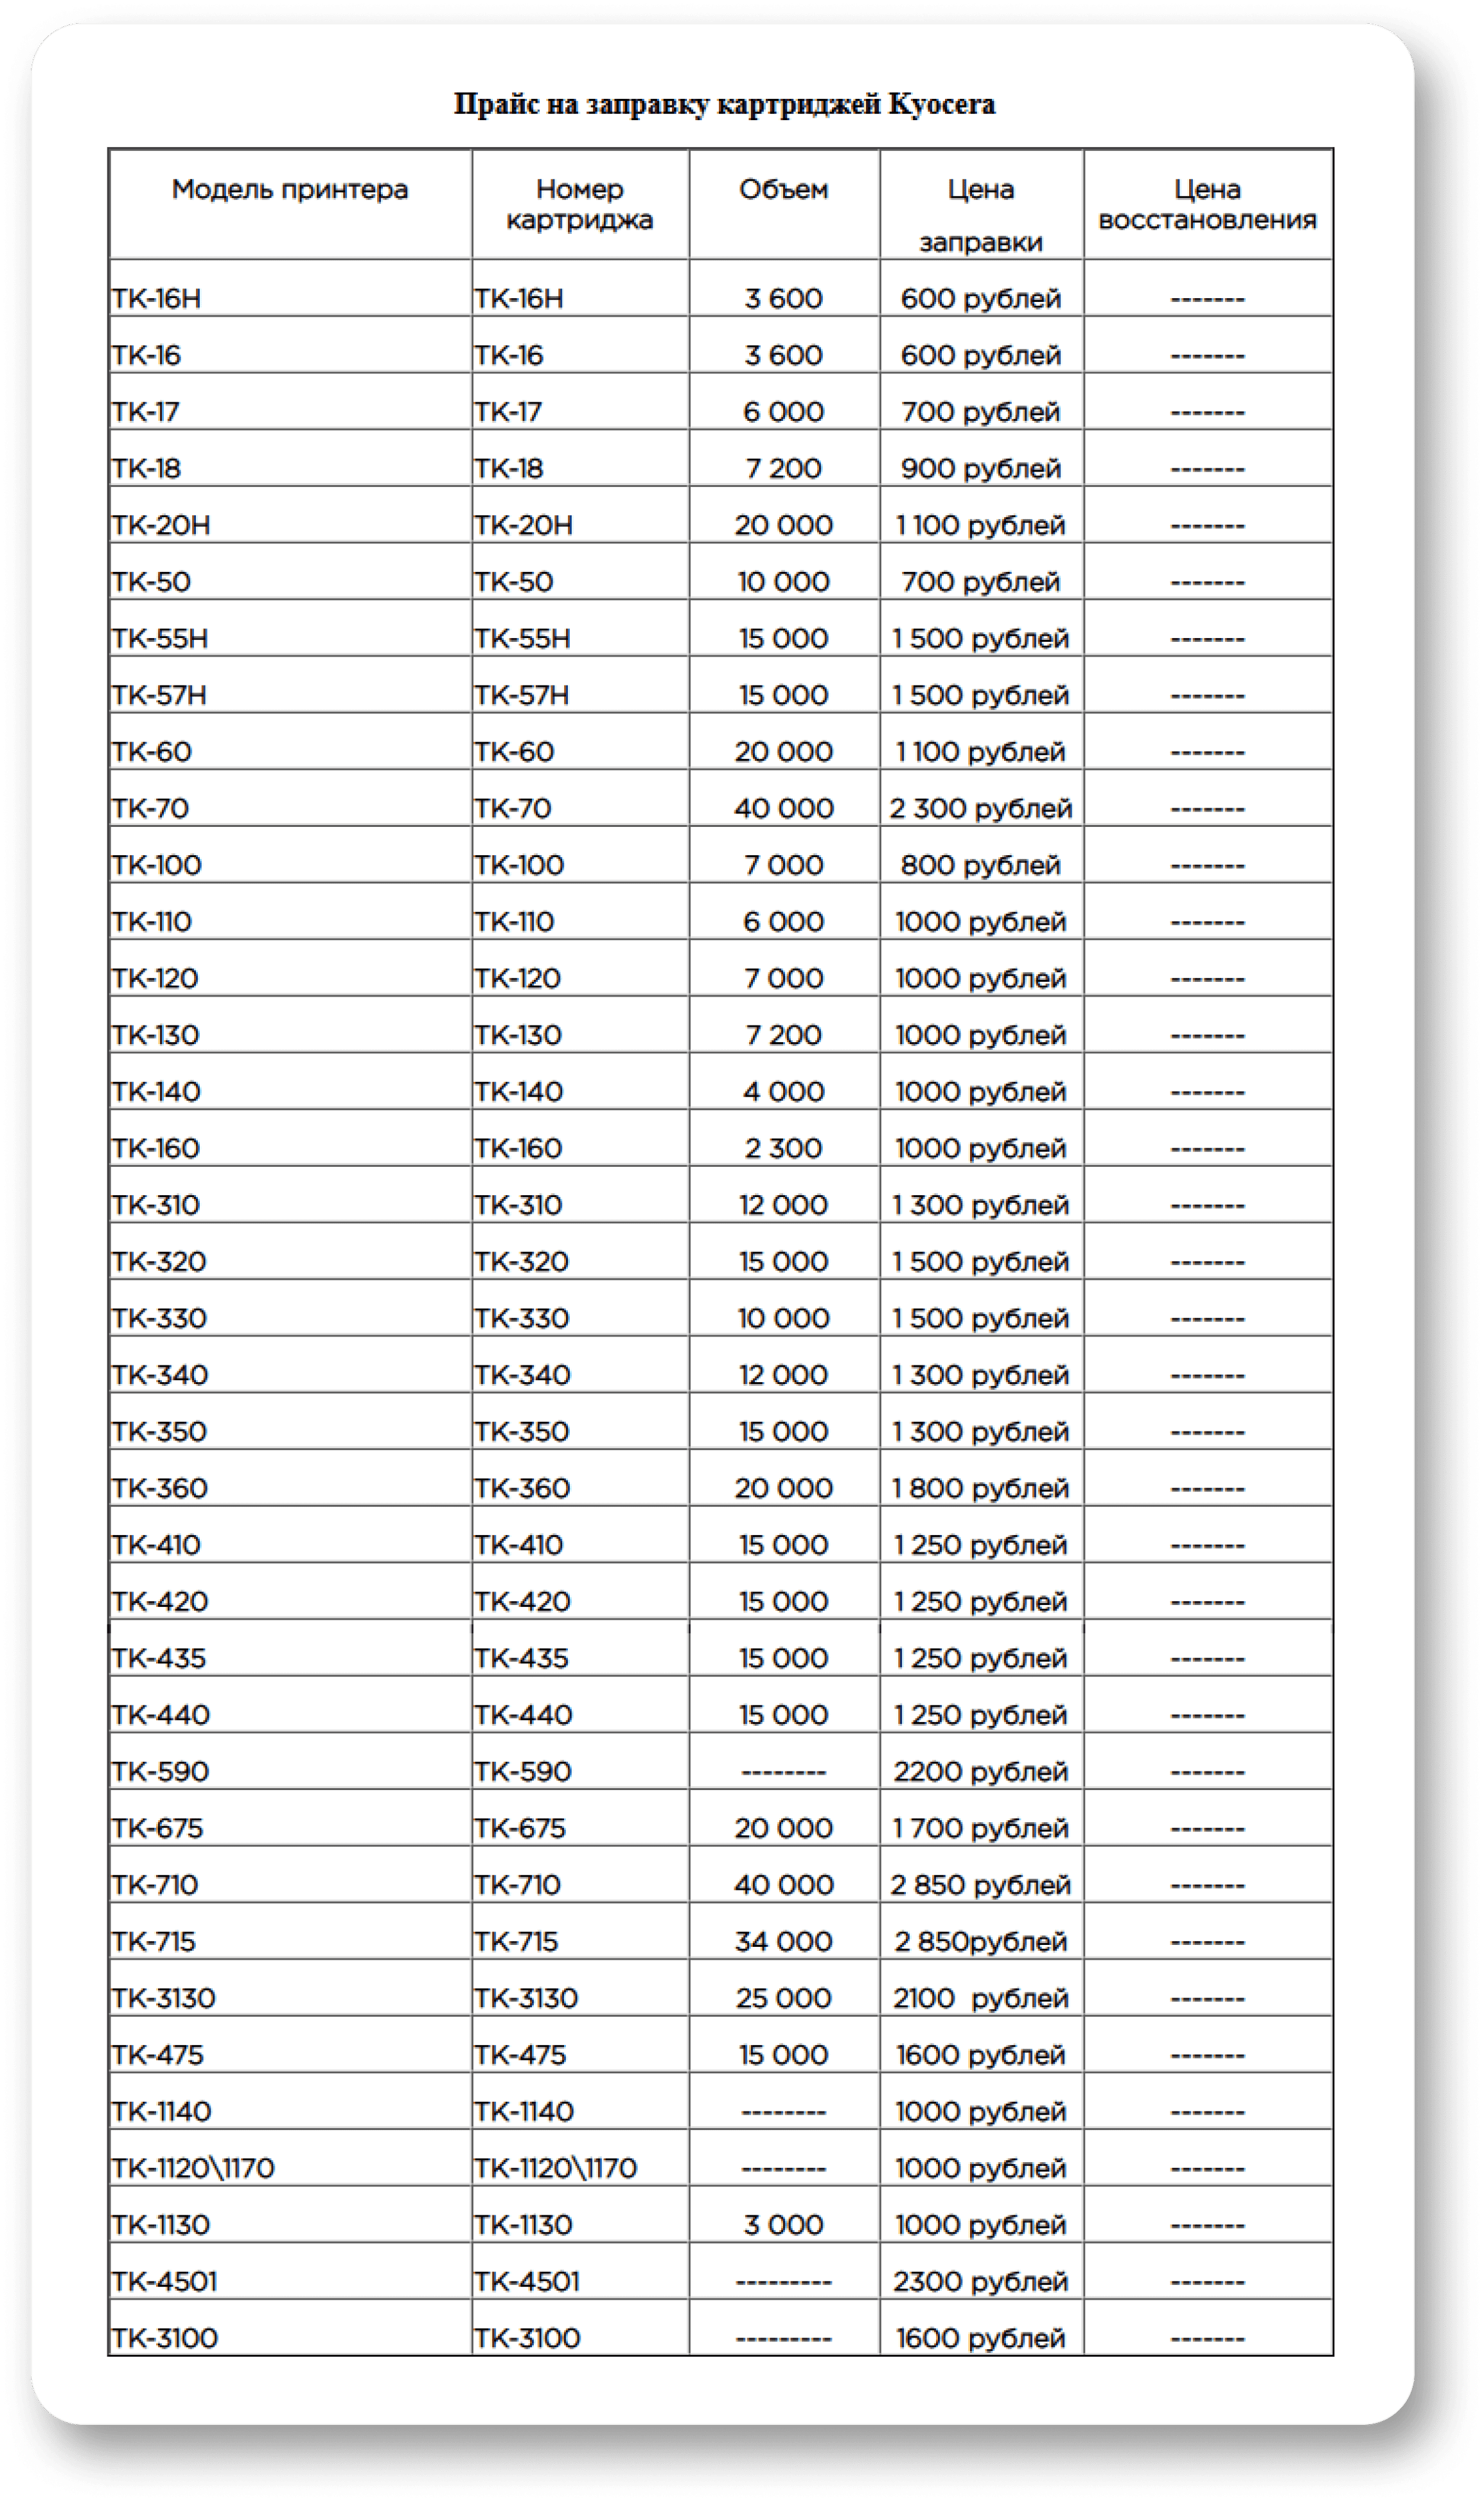 Прайс на заправку картриджей Kyocera
Модель принтера Номер картриджа Объем Цена заправки Цена восстановления
TK-16H TK-16H 3 600 600 рублей -------
TK-16 TK-16 3 600 600 рублей -------
TK-17 TK-17 6 000 700 рублей -------
TK-18 TK-18 7 200 900 рублей -------
TK-20H TK-20H 20 000 1 100 рублей -------
TK-50 TK-50 10 000 700 рублей -------
TK-55H TK-55H 15 000 1 500 рублей -------
TK-57H TK-57H 15 000 1 500 рублей -------
TK-60 TK-60 20 000 1 100 рублей -------
TK-70 TK-70 40 000 2 300 рублей -------
TK-100 TK-100 7 000 800 рублей -------
TK-110 TK-110 6 000 1000 рублей -------
TK-120 TK-120 7 000 1000 рублей -------
TK-130 TK-130 7 200 1000 рублей -------
TK-140 TK-140 4 000 1000 рублей -------
TK-160 TK-160 2 300 1000 рублей -------
TK-310 TK-310 12 000 1 300 рублей -------
TK-320 TK-320 15 000 1 500 рублей -------
TK-330 TK-330 10 000 1 500 рублей -------
TK-340 TK-340 12 000 1 300 рублей -------
TK-350 TK-350 15 000 1 300 рублей -------
TK-360 TK-360 20 000 1 800 рублей -------
TK-410 TK-410 15 000 1 250 рублей -------
TK-420 TK-420 15 000 1 250 рублей -------
TK-435 TK-435 15 000 1 250 рублей -------
TK-440 TK-440 15 000 1 250 рублей -------
TK-590 TK-590 -------- 2200 рублей -------
TK-675 TK-675 20 000 1 700 рублей -------
TK-710 TK-710 40 000 2 850 рублей -------
TK-715 TK-715 34 000 2 850рублей -------
TK-3130 TK-3130 25 000 2100 рублей -------
TK-475 TK-475 15 000 1600 рублей -------
TK-1140 TK-1140 -------- 1000 рублей -------
TK-1120\1170 TK-1120\1170 -------- 1000 рублей -------
TK-1130 TK-1130 3 000 1000 рублей -------
TK-4501 TK-4501 --------- 2300 рублей -------
TK-3100 TK-3100 --------- 1600 рублей -------